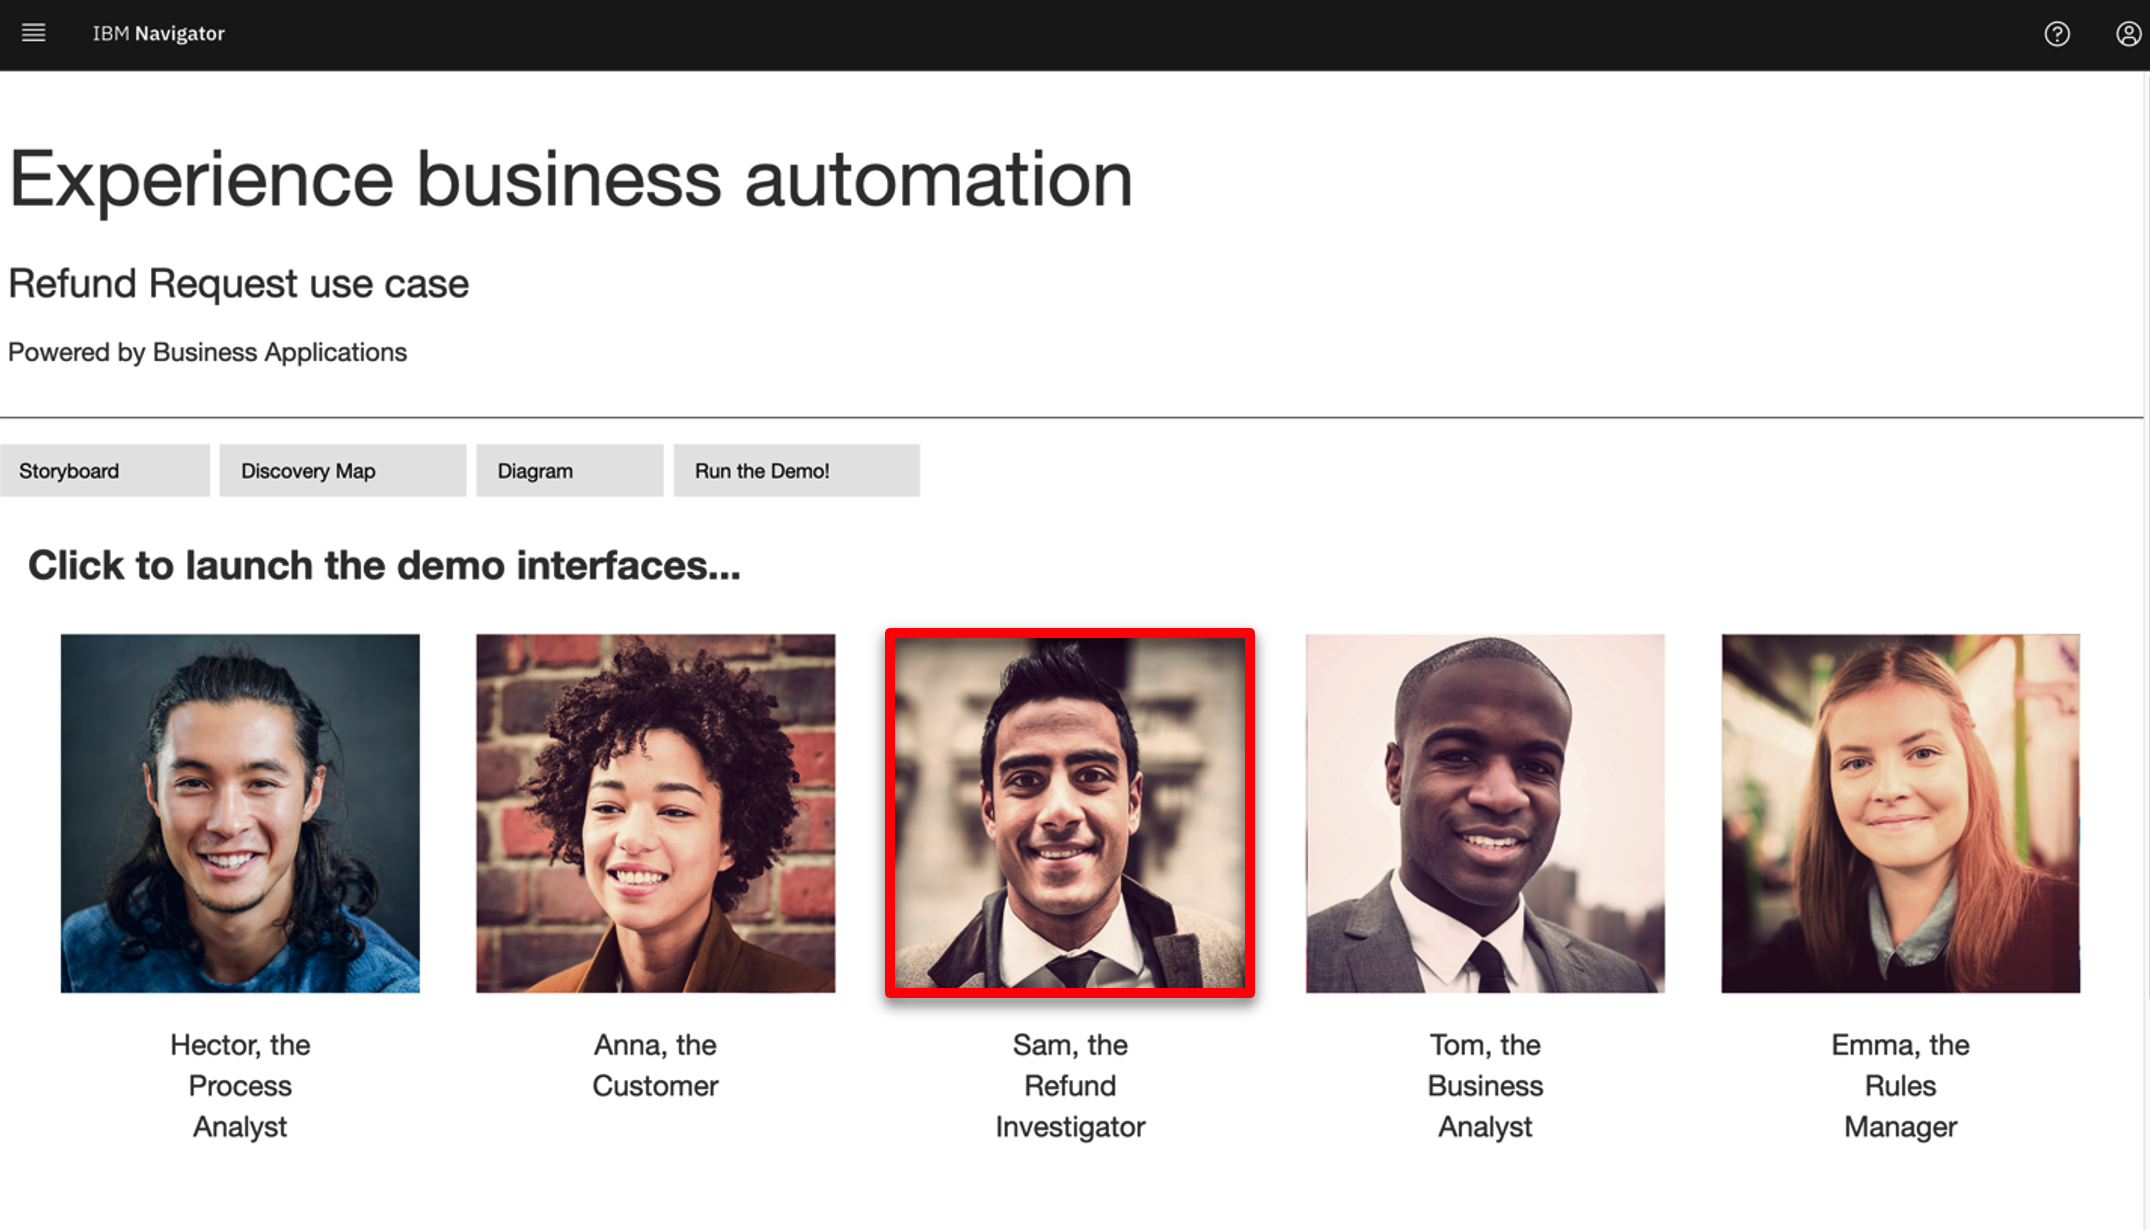 IBM Navigator
Experience business automation
Refund Request use case
Powered by Business Applications
Storyboard
Discovery Map
Diagram
Run the Demo!
Click to launch the demo interfaces...
Hector, the
Process
Analyst
Anna, the
Customer
Sam, the
Refund
Investigator
Tom, the
Business
Analyst
Emma, the
Rules
Manager